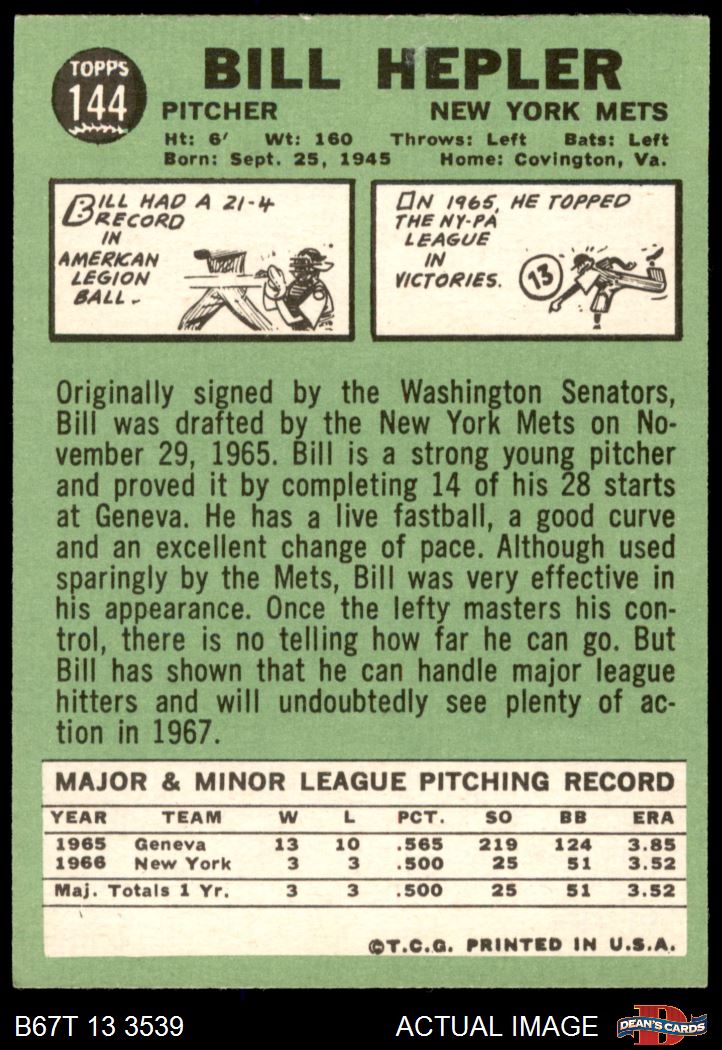 TOPPS
144
BILL HEPLER
PITCHER NEW YORK METS
Ht: 6' Wt: 160 Throws: Left Bats: Left
Born: Sept. 25, 1945 Home: Covington, Va.
BILL HAD A 21-4
RECORD
IN
AMERICAN
LEGION
BALL.
IN 1965, HE TOPPED
THE NY-PA
LEAGUE
IN
VICTORIES.
13
Originally signed by the Washington Senators,
Bill was drafted by the New York Mets on No-
vember 29, 1965. Bill is a strong young pitcher
and proved it by completing 14 of his 28 starts
at Geneva. He has a live fastball, a good curve
and an excellent change of pace. Although used
sparingly by the Mets, Bill was very effective in
his appearance. Once the lefty masters his con-
trol, there is no telling how far he can go. But
Bill has shown that he can handle major league
hitters and will undoubtedly see plenty of ac-
tion in 1967.
MAJOR & MINOR LEAGUE PITCHING RECORD
YEAR TEAM W L PCT. SO BB ERA
1965 Geneva 13 10 .565 219 124 3.85
1966 New York 3 3 .500 25 51 3.52
Maj. Totals 1 Yr. 3 3 .500 25 51 3.52
©T.C.G. PRINTED IN U.S.A.
B67T 13 3539 ACTUAL IMAGE
D
DEAN'S CARDS